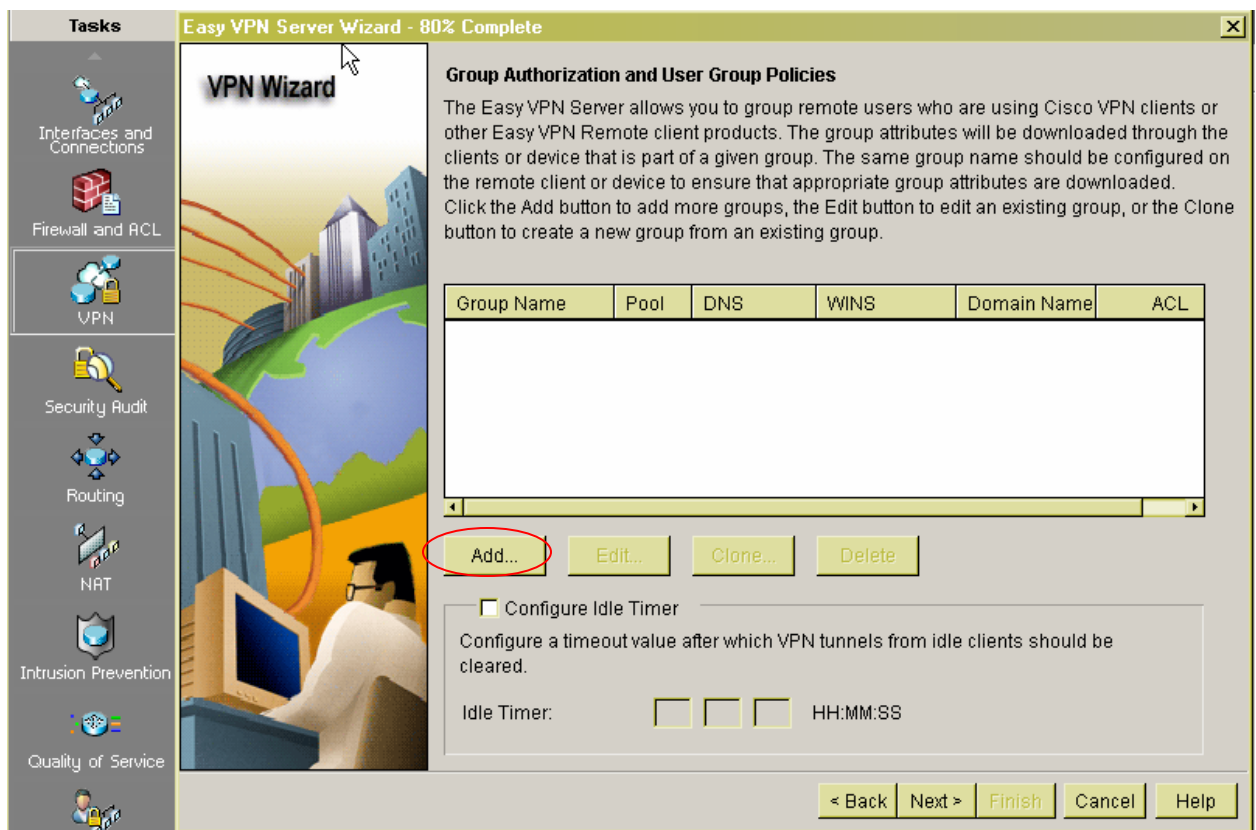 Tasks
Easy VPN Server Wizard - 80% Complete
Interfaces and
Connections
Firewall and ACL
VPN
Security Audit
Routing
NAT
Intrusion Prevention
Quality of Service
VPN Wizard
Group Authorization and User Group Policies
The Easy VPN Server allows you to group remote users who are using Cisco VPN clients or
other Easy VPN Remote client products. The group attributes will be downloaded through the
clients or device that is part of a given group. The same group name should be configured on
the remote client or device to ensure that appropriate group attributes are downloaded.
Click the Add button to add more groups, the Edit button to edit an existing group, or the Clone
button to create a new group from an existing group.
Group Name Pool DNS WINS Domain Name ACL
Add... Edit... Clone... Delete
Configure Idle Timer
Configure a timeout value after which VPN tunnels from idle clients should be
cleared.
Idle Timer: HH:MM:SS
< Back Next > Finish Cancel Help